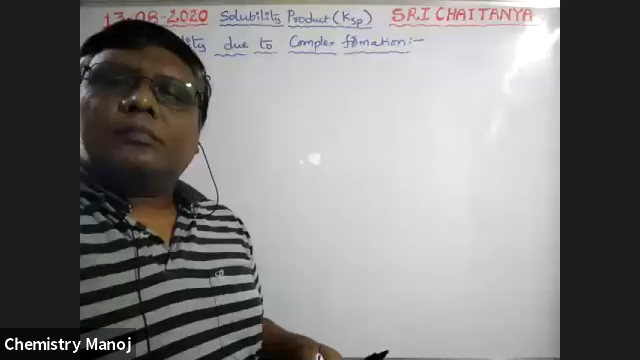 13-08-2020 Solubility Product (Ksp) SRI CHAITANYA
due to Complex formation:-
Chemistry Manoj